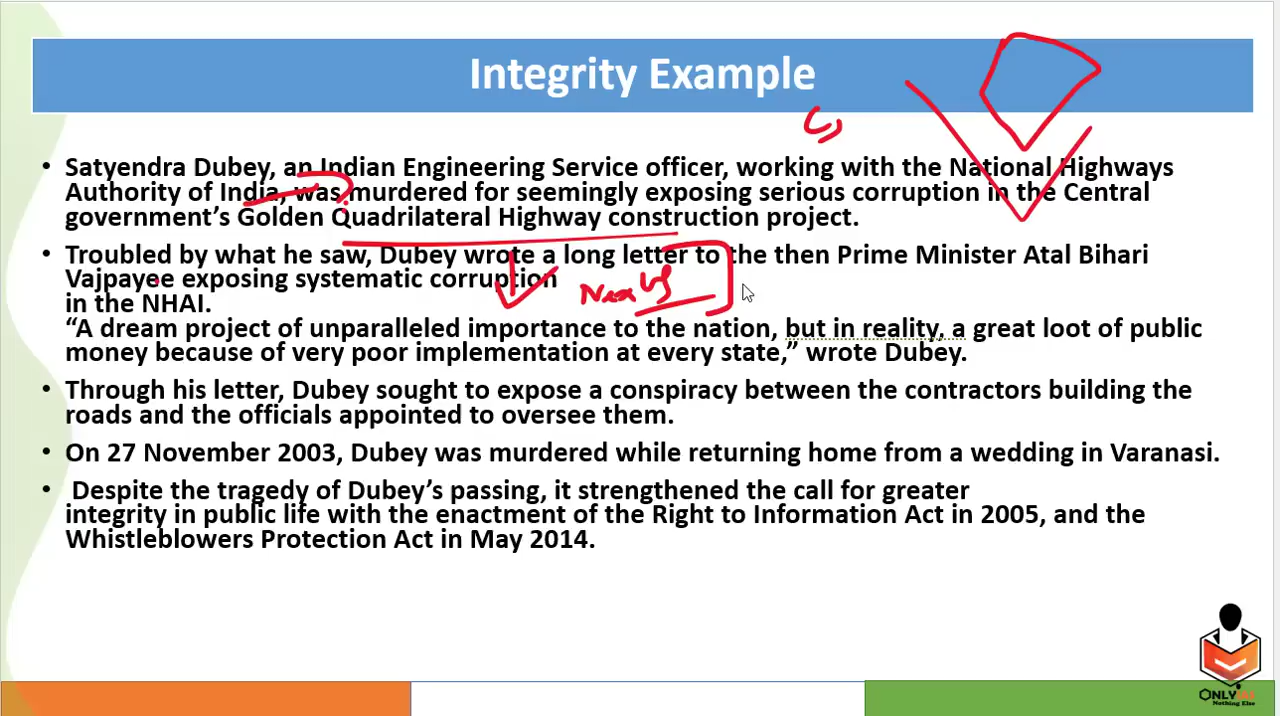 Integrity Example
• Satyendra Dubey, an Indian Engineering Service officer, working with the National Highways
Authority of India, was murdered for seemingly exposing serious corruption in the Central
government’s Golden Quadrilateral Highway construction project.
• Troubled by what he saw, Dubey wrote a long letter to the then Prime Minister Atal Bihari
Vajpayee exposing systematic corruption
in the NHAI.
“A dream project of unparalleled importance to the nation, but in reality, a great loot of public
money because of very poor implementation at every state,” wrote Dubey.
• Through his letter, Dubey sought to expose a conspiracy between the contractors building the
roads and the officials appointed to oversee them.
• On 27 November 2003, Dubey was murdered while returning home from a wedding in Varanasi.
• Despite the tragedy of Dubey’s passing, it strengthened the call for greater
integrity in public life with the enactment of the Right to Information Act in 2005, and the
Whistleblowers Protection Act in May 2014.
ONLY IAS
Nothing Else